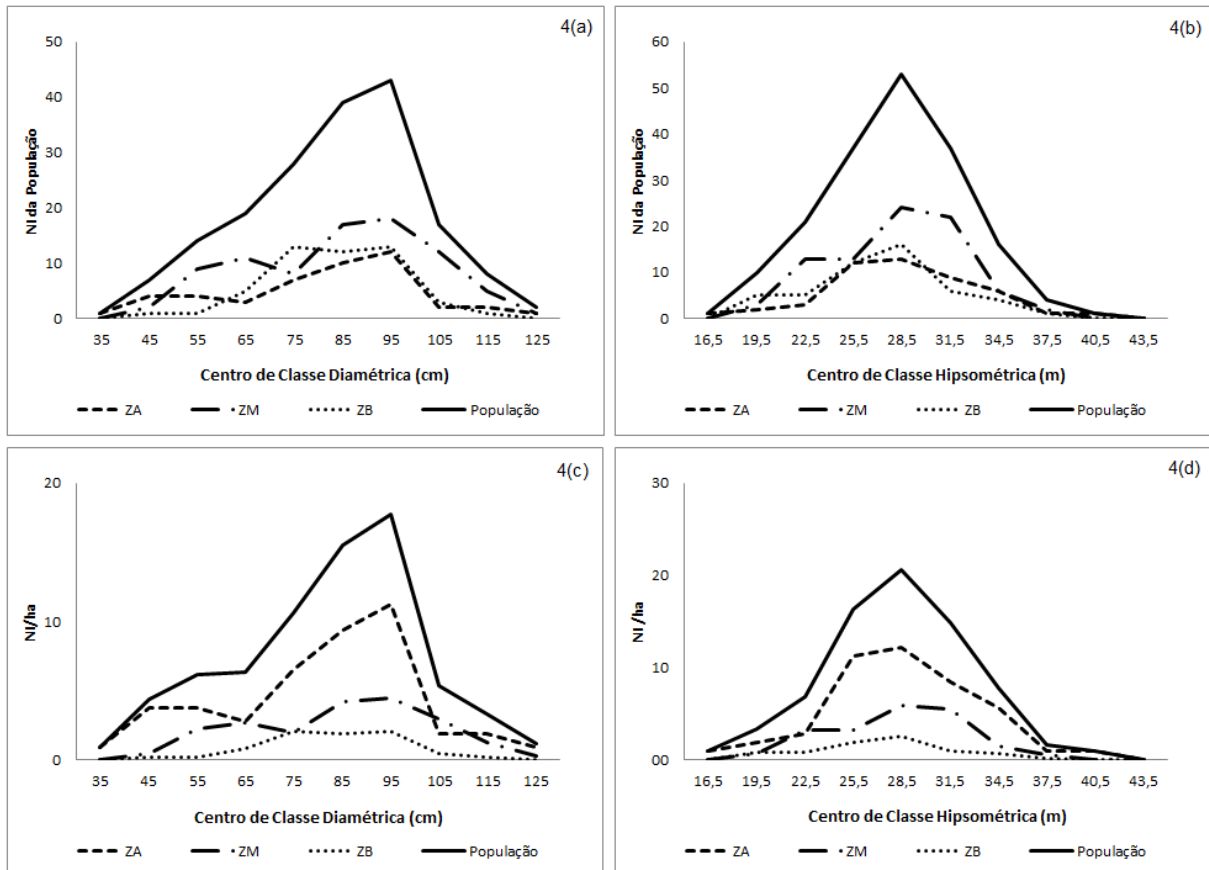 4(a)
NI da População
50
40
30
20
10
0
35 45 55 65 75 85 95 105 115 125
Centro de Classe Diamétrica (cm)
ZA ZM ZB População
4(b)
NI da População
60
50
40
30
20
10
0
16,5 19,5 22,5 25,5 28,5 31,5 34,5 37,5 40,5 43,5
Centro de Classe Hipsométrica (m)
ZA ZM ZB População
4(c)
NI/ha
20
10
0
35 45 55 65 75 85 95 105 115 125
Centro de Classe Diamétrica (cm)
ZA ZM ZB População
4(d)
NI /ha
30
20
10
00
16,5 19,5 22,5 25,5 28,5 31,5 34,5 37,5 40,5 43,5
Centro de Classe Hipsométrica (m)
ZA ZM ZB População